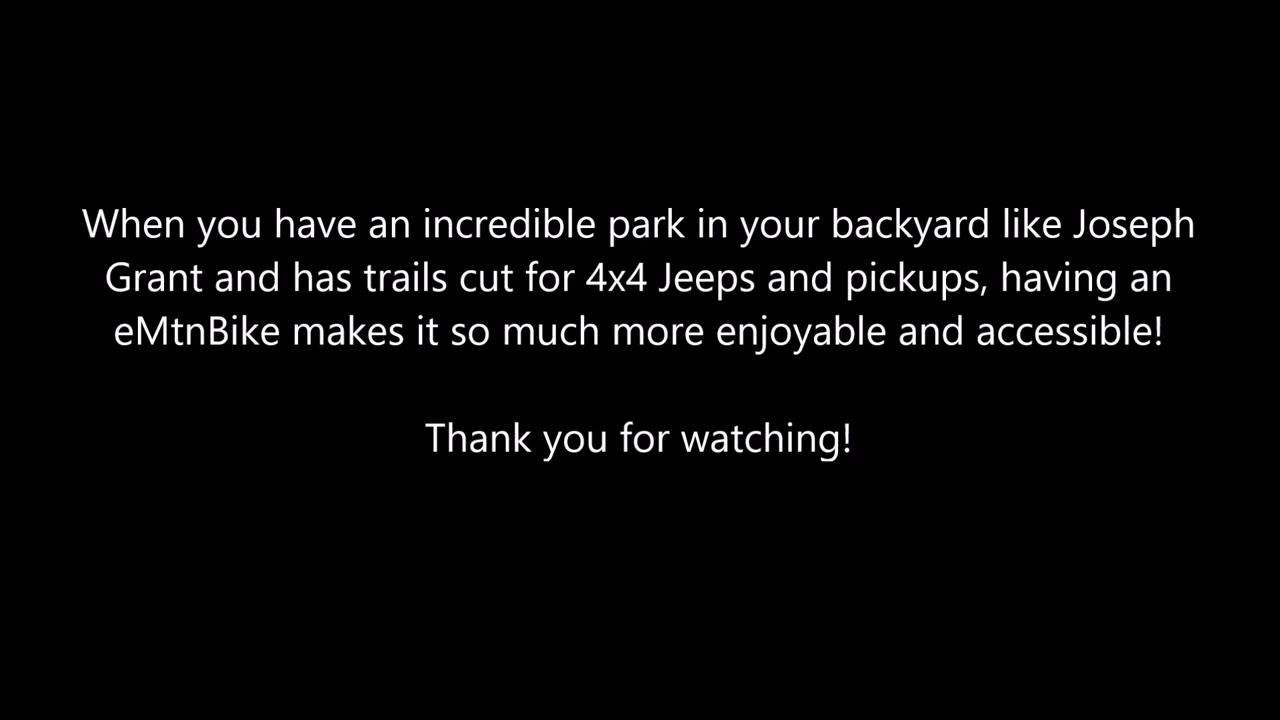 When you have an incredible park in your backyard like Joseph
Grant and has trails cut for 4x4 Jeeps and pickups, having an
eMtnBike makes it so much more enjoyable and accessible!
Thank you for watching!